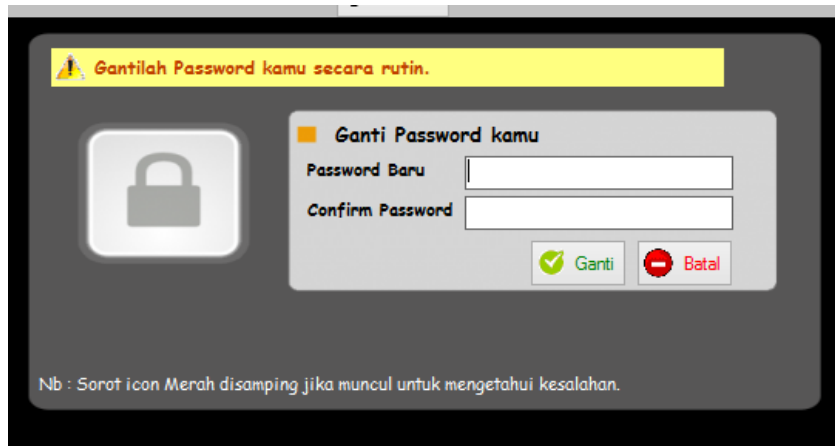 Gantilah Password kamu secara rutin.
Ganti Password kamu
Password Baru
Confirm Password
Ganti
Batal
Nb : Sorot icon Merah disamping jika muncul untuk mengetahui kesalahan.